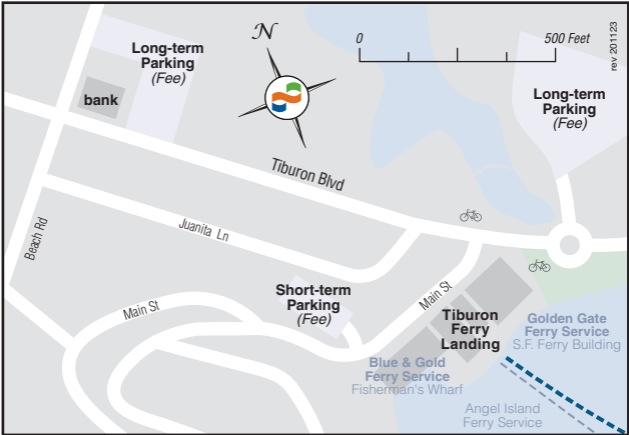 N
0
500 Feet
rev 201123
Long-term
Parking
(Fee)
bank
Long-term
Parking
(Fee)
Tiburon Blvd
Juanita Ln
Beach Rd
Short-term
Parking
(Fee)
Main St
Main St
Tiburon
Ferry
Landing
Golden Gate
Ferry Service
S.F. Ferry Building
Blue & Gold
Ferry Service
Fisherman's Wharf
Angel Island
Ferry Service